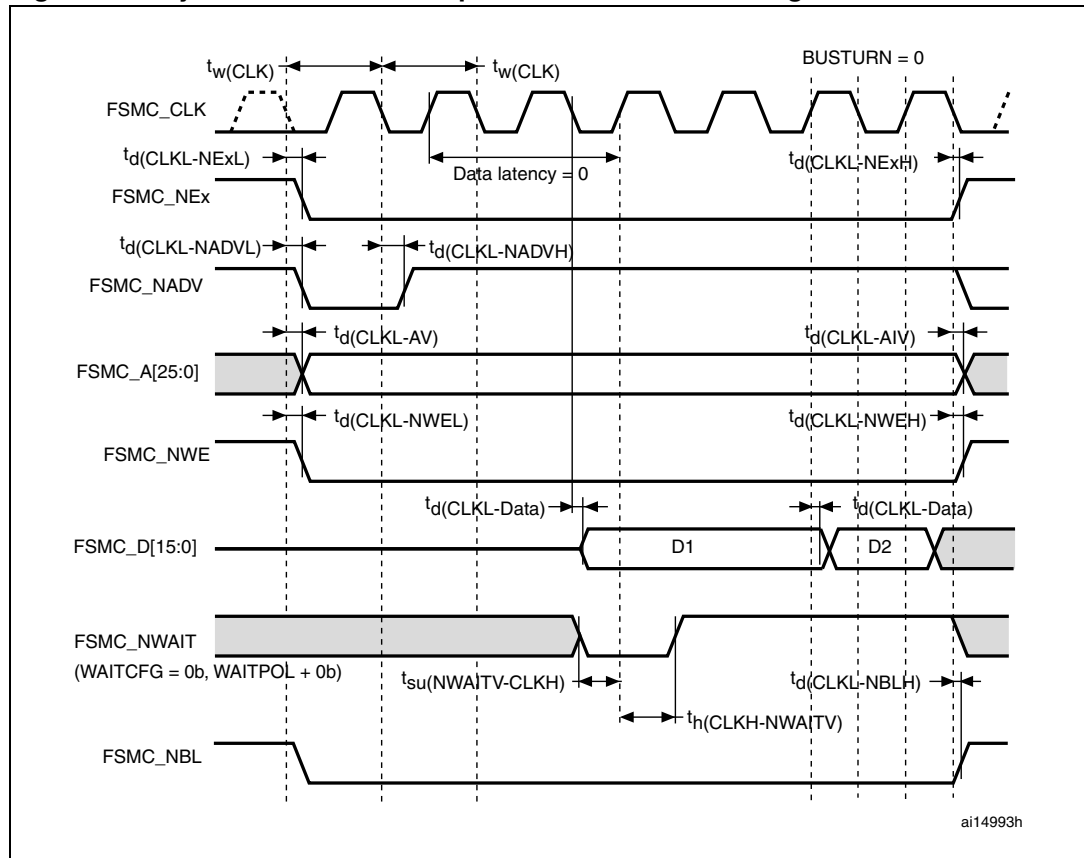 BUSTURN = 0
tw(CLK)
tw(CLK)
FSMC_CLK
td(CLKL-NExL)
Data latency = 0
td(CLKL-NExH)
FSMC_NEx
td(CLKL-NADVL)
td(CLKL-NADVH)
FSMC_NADV
td(CLKL-AV)
td(CLKL-AIV)
FSMC_A[25:0]
td(CLKL-NWEL)
td(CLKL-NWEH)
FSMC_NWE
td(CLKL-Data)
td(CLKL-Data)
FSMC_D[15:0]
D1
D2
FSMC_NWAIT
(WAITCFG = 0b, WAITPOL + 0b)
tsu(NWAITV-CLKH)
td(CLKL-NBLH)
th(CLKH-NWAITV)
FSMC_NBL
ai14993h